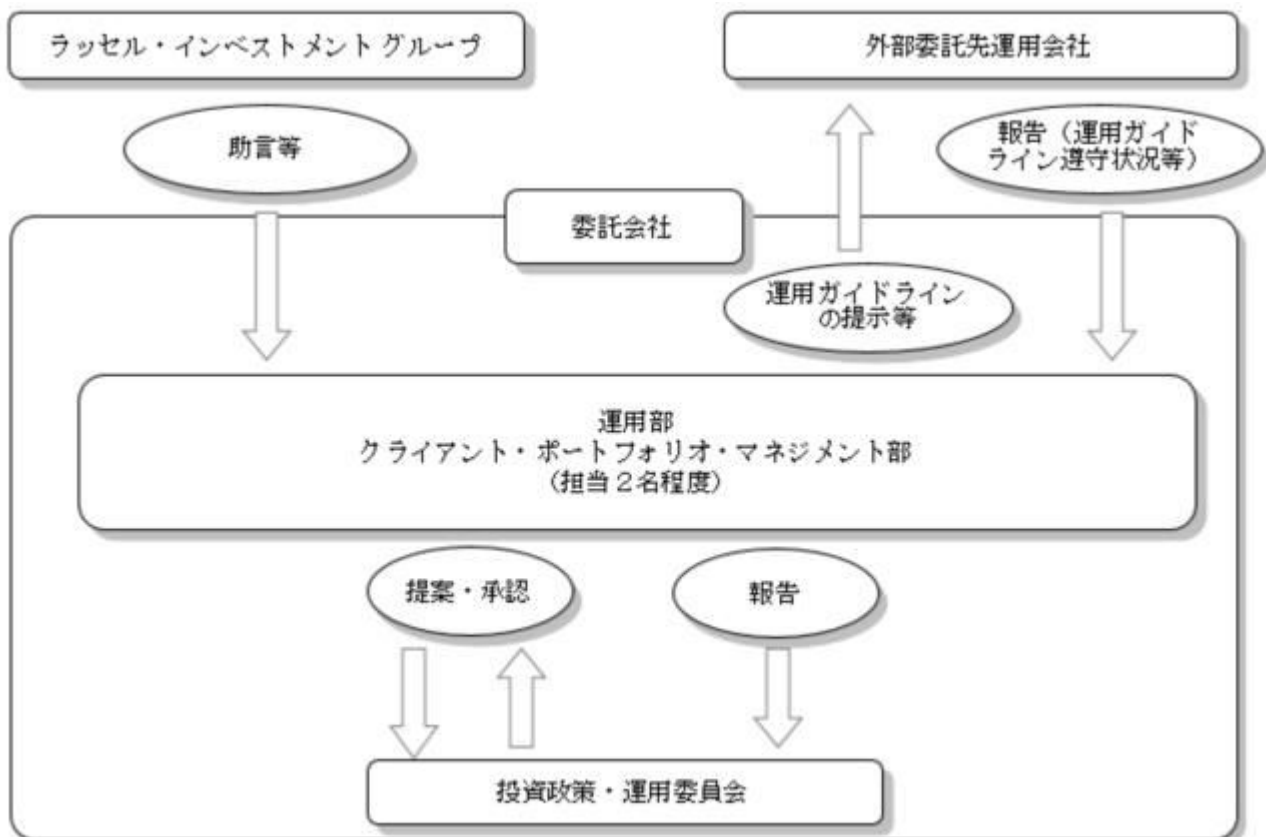 ラッセル・インベストメント グループ
外部委託先運用会社
助言等
報告（運用ガイド
ライン遵守状況等）
委託会社
運用ガイドライン
の提示等
運用部
クライアント・ポートフォリオ・マネジメント部
（担当２名程度）
提案・承認
報告
投資政策・運用委員会